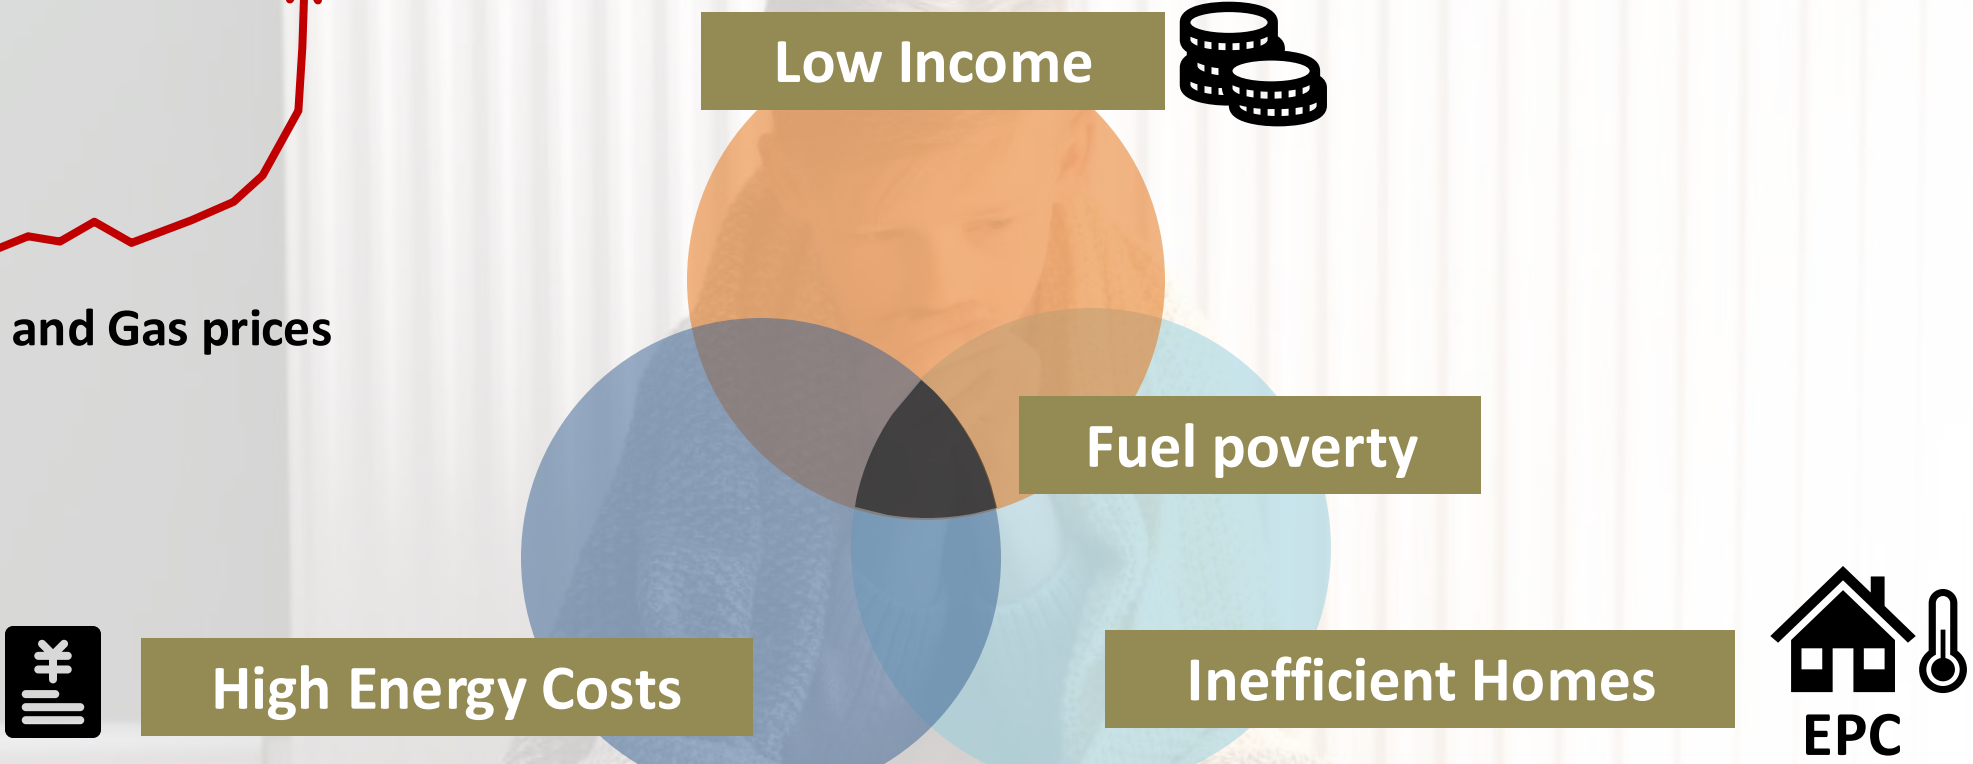 Low Income
and Gas prices
Fuel poverty
¥
High Energy Costs
Inefficient Homes
EPC